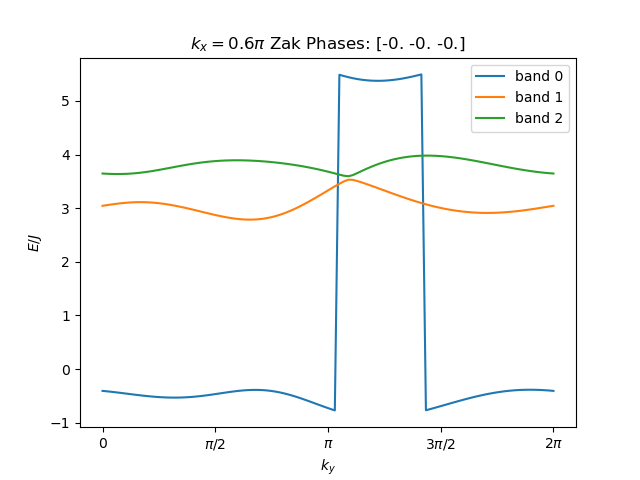 $k_x = 0.6\pi$ Zak Phases: [-0. -0. -0.]
E/J
5
4
3
2
1
0
−1
band 0
band 1
band 2
0
π/2
π
3π/2
2π
$k_y$